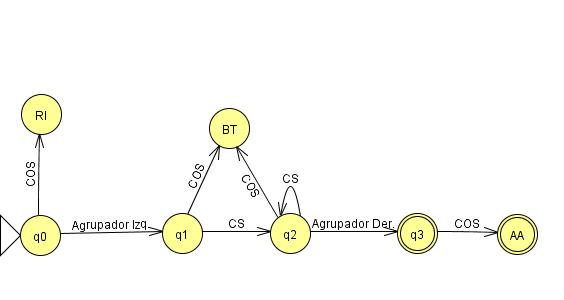 RI
BT
COS
COS
COS
CS
Agrupador Izq
CS
Agrupador Der.
COS
q0
q1
q2
q3
AA